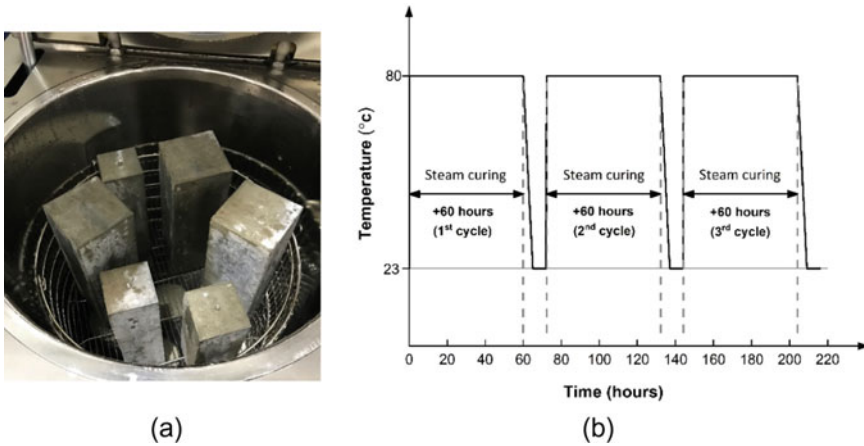 Temperature (°c)
80
23
Steam curing
+60 hours
(1st cycle)
Steam curing
+60 hours
(2nd cycle)
Steam curing
+60 hours
(3rd cycle)
0 20 40 60 80 100 120 140 160 180 200 220
Time (hours)
(a)
(b)